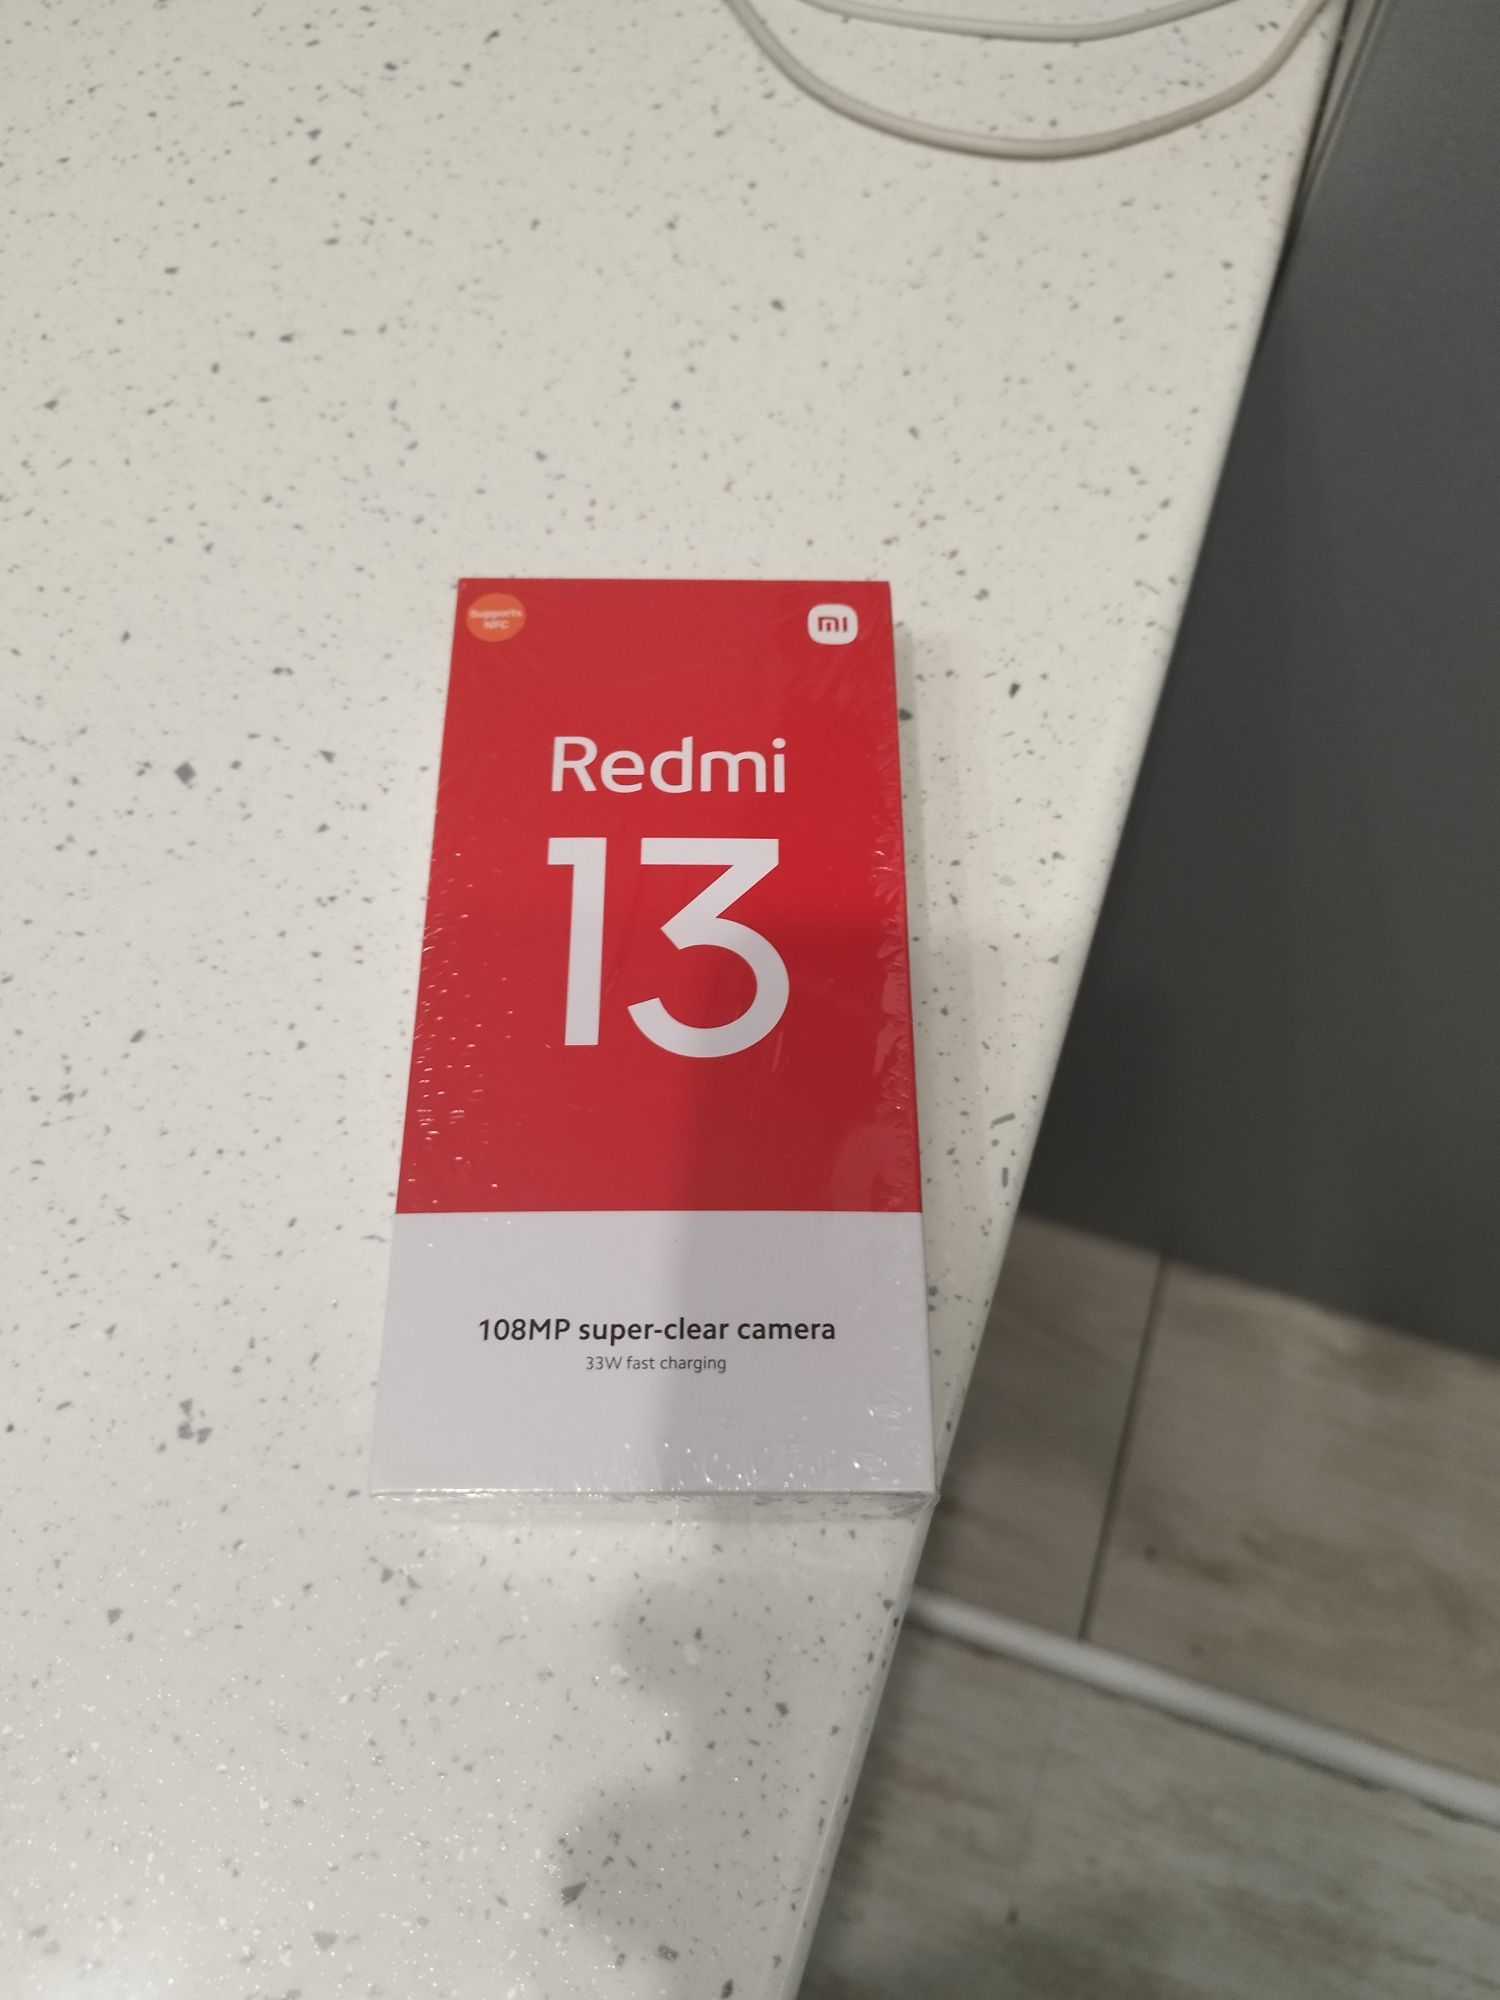 Supports
NFC
mi
Redmi
13
108MP super-clear camera
33W fast charging